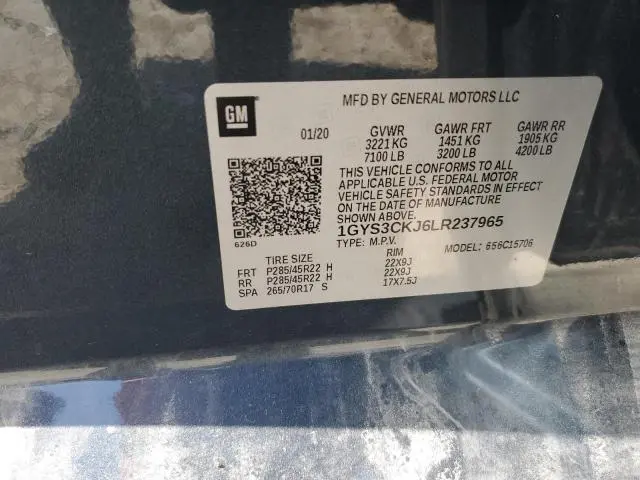 GM
MFD BY GENERAL MOTORS LLC
01/20 GVWR GAWR FRT GAWR RR
3221 KG 1451 KG 1905 KG
7100 LB 3200 LB 4200 LB
THIS VEHICLE CONFORMS TO ALL
APPLICABLE U.S. FEDERAL MOTOR
VEHICLE SAFETY STANDARDS IN EFFECT
ON THE DATE OF MANUFACTURE
SHOWN ABOVE.
1GYS3CKJ6LR237965
TYPE: M.P.V. MODEL: 656C15706
626D
TIRE SIZE RIM
FRT P285/45R22 H 22X9J
RR P285/45R22 H 22X9J
SPA 265/70R17 S 17X7.5J